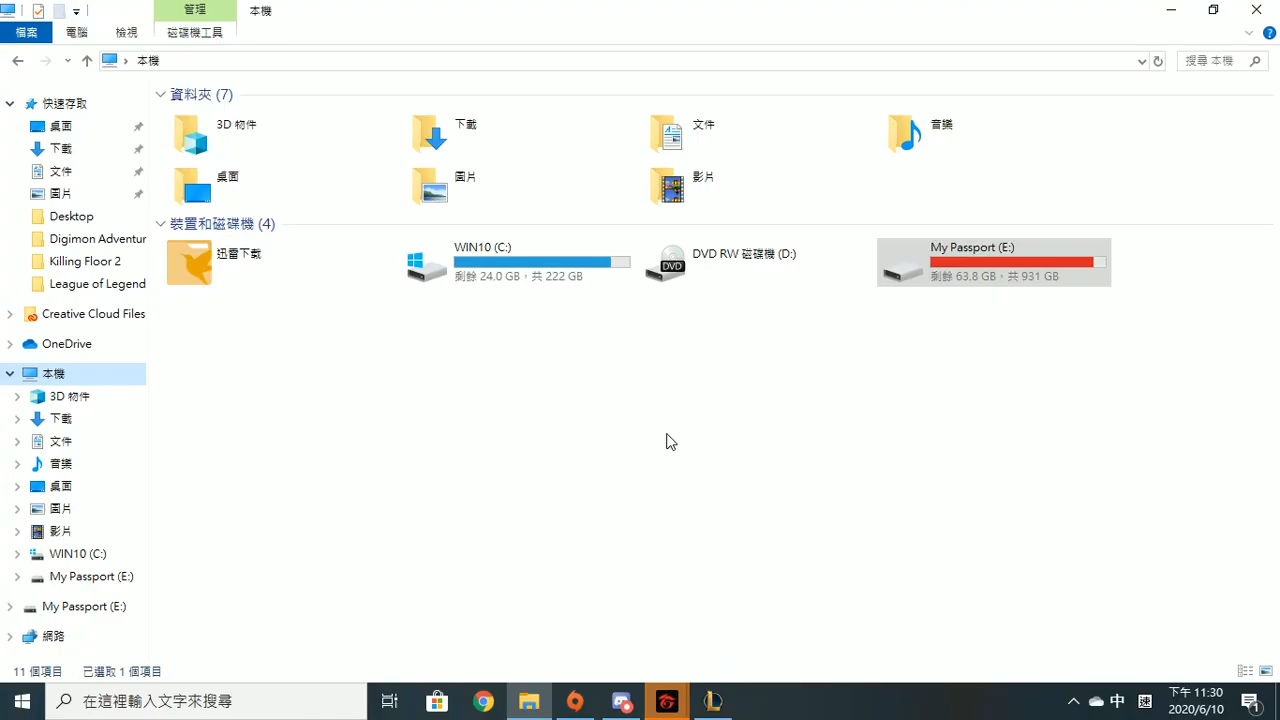 管理
本機
檔案
電腦
檢視
磁碟機工具
本機
搜尋 本機
快速存取
桌面
下載
文件
圖片
Desktop
Digimon Adventur
Killing Floor 2
League of Legend
Creative Cloud Files
OneDrive
本機
3D 物件
下載
文件
音樂
桌面
圖片
影片
WIN10 (C:)
My Passport (E:)
My Passport (E:)
網路
資料夾 (7)
3D 物件
下載
文件
音樂
桌面
圖片
影片
裝置和磁碟機 (4)
迅雷下載
WIN10 (C:)
剩餘 24.0 GB，共 222 GB
DVD RW 磁碟機 (D:)
DVD
My Passport (E:)
剩餘 63.8 GB，共 931 GB
11 個項目
已選取 1 個項目
在這裡輸入文字來搜尋
中
下午 11:30
2020/6/10
1